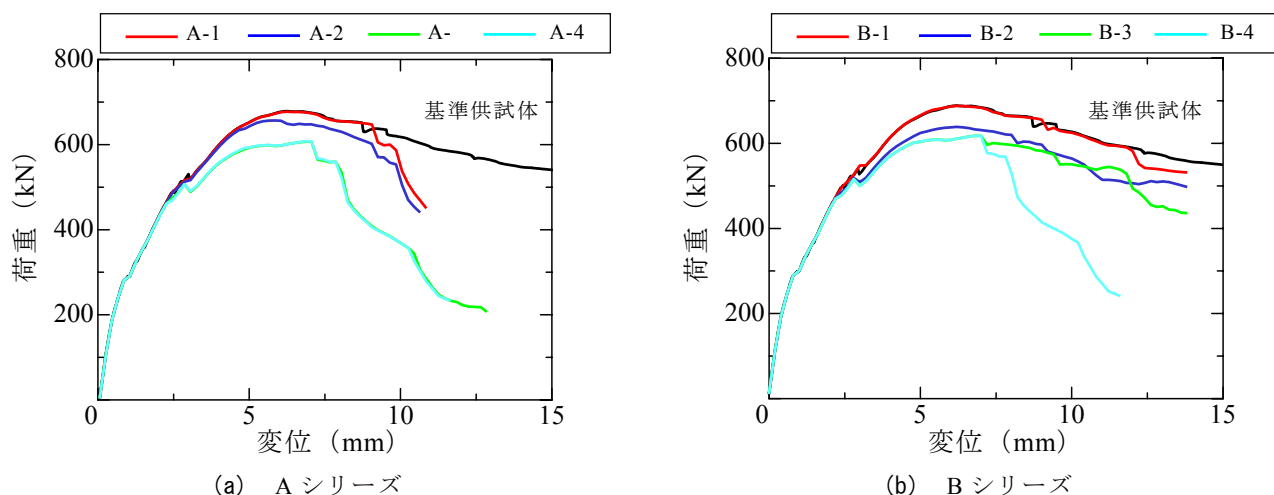 A-1 A-2 A- A-4
800
600
400
200
0 5 10 15
荷重 (kN)
変位 (mm)
基準供試体
(a) A シリーズ
B-1 B-2 B-3 B-4
800
600
400
200
0 5 10 15
荷重 (kN)
変位 (mm)
基準供試体
(b) B シリーズ